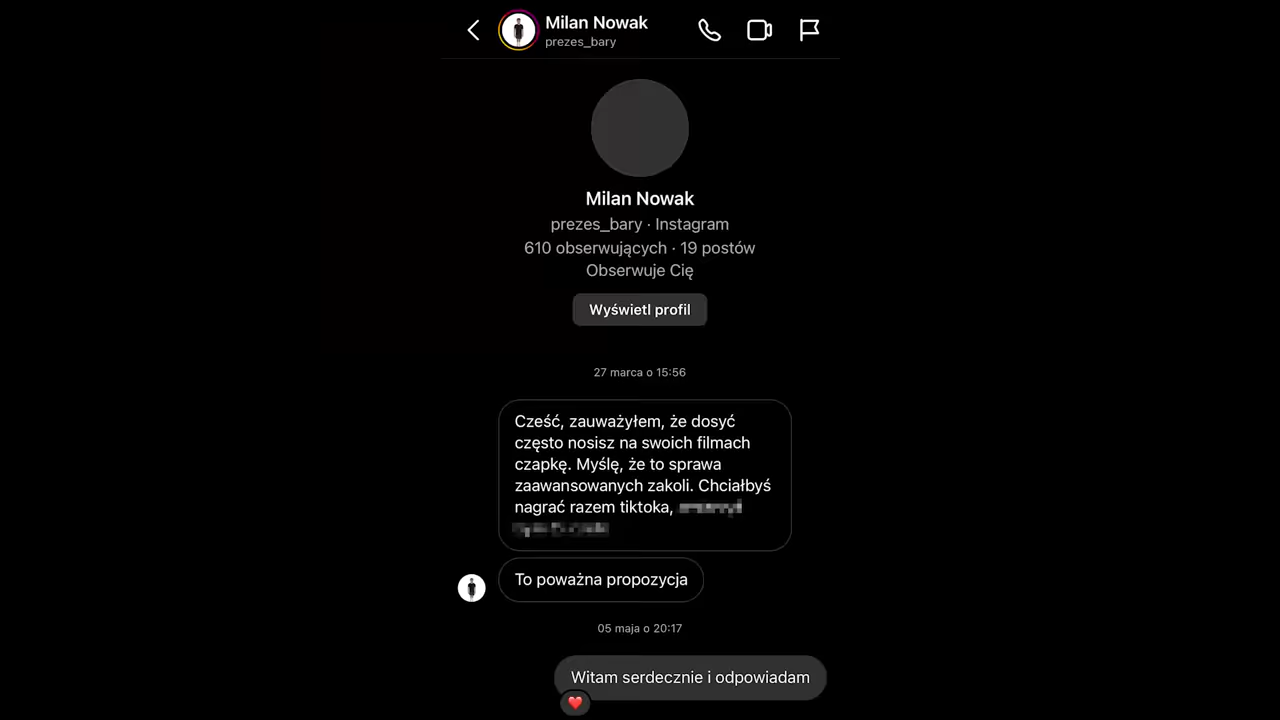 Milan Nowak
prezes_bary
Milan Nowak
prezes_bary · Instagram
610 obserwujących · 19 postów
Obserwuje Cię
Wyświetl profil
27 marca o 15:56
Cześć, zauważyłem, że dosyć
często nosisz na swoich filmach
czapkę. Myślę, że to sprawa
zaawansowanych zakoli. Chciałbyś
nagrać razem tiktoka,
To poważna propozycja
05 maja o 20:17
Witam serdecznie i odpowiadam